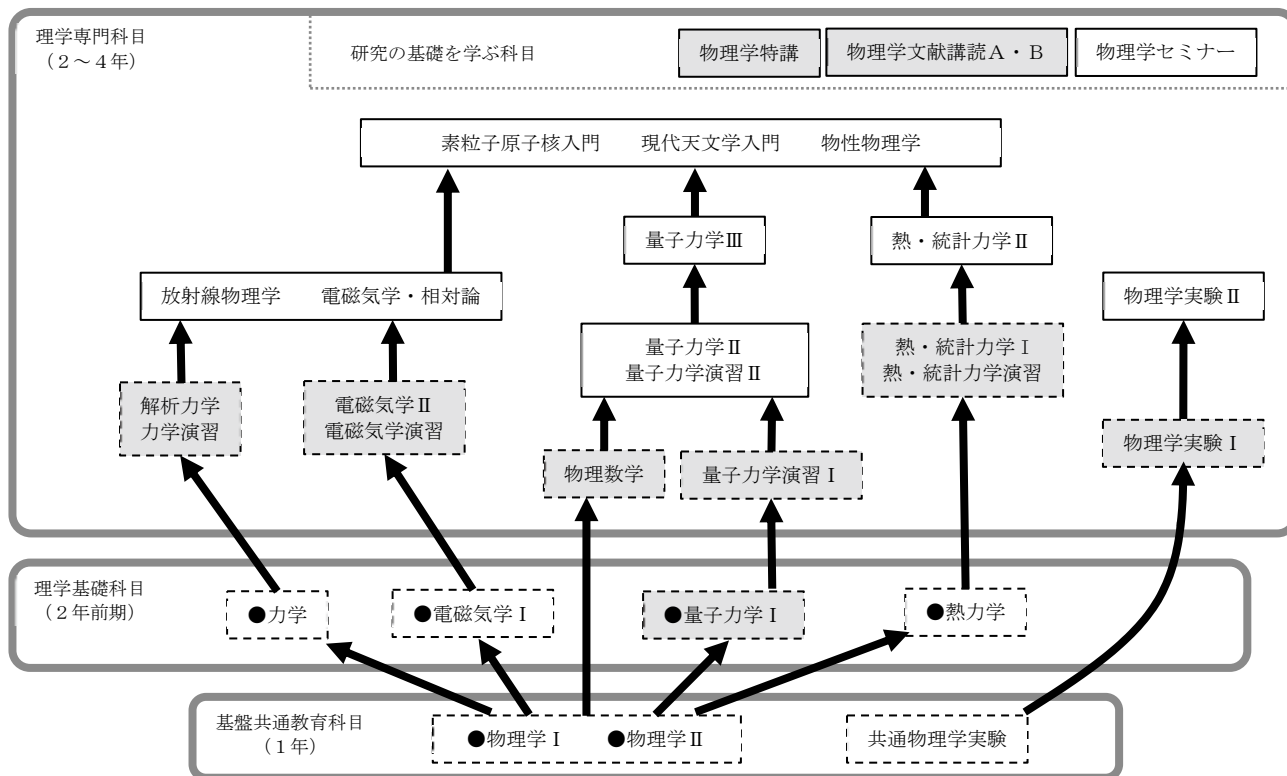 理学専門科目
(2~4年)
研究の基礎を学ぶ科目
物理学特講
物理学文献講読A・B
物理学セミナー
素粒子原子核入門 現代天文学入門 物性物理学
量子力学Ⅲ
熱・統計力学Ⅱ
放射線物理学 電磁気学・相対論
物理学実験Ⅱ
量子力学Ⅱ
量子力学演習Ⅱ
熱・統計力学Ⅰ
熱・統計力学演習
解析力学
力学演習
電磁気学Ⅱ
電磁気学演習
物理数学
量子力学演習Ⅰ
物理学実験Ⅰ
理学基礎科目
(2年前期)
●力学
●電磁気学Ⅰ
●量子力学Ⅰ
●熱力学
基盤共通教育科目
(1年)
●物理学Ⅰ ●物理学Ⅱ
共通物理学実験